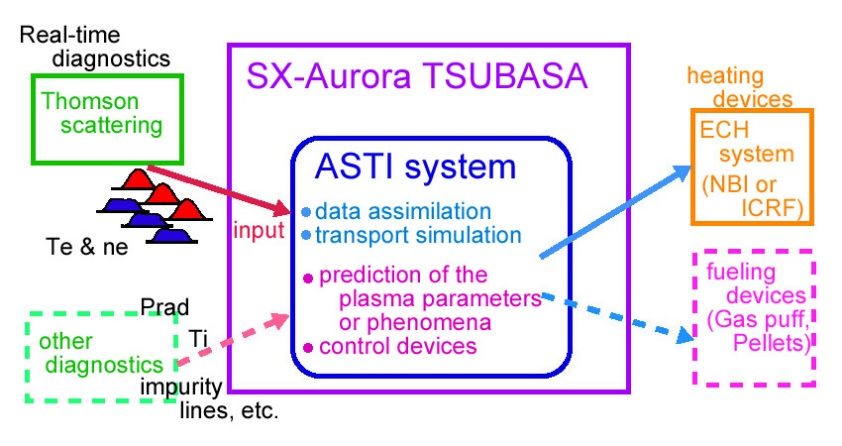 Real-time
diagnostics
Thomson
scattering
Te & ne
Prad
other
diagnostics
Ti
impurity
lines, etc.
input
SX-Aurora TSUBASA
ASTI system
data assimilation
transport simulation
prediction of the
plasma parameters
or phenomena
control devices
heating
devices
ECH
system
(NBI or
ICRF)
fueling
devices
(Gas puff,
Pellets)